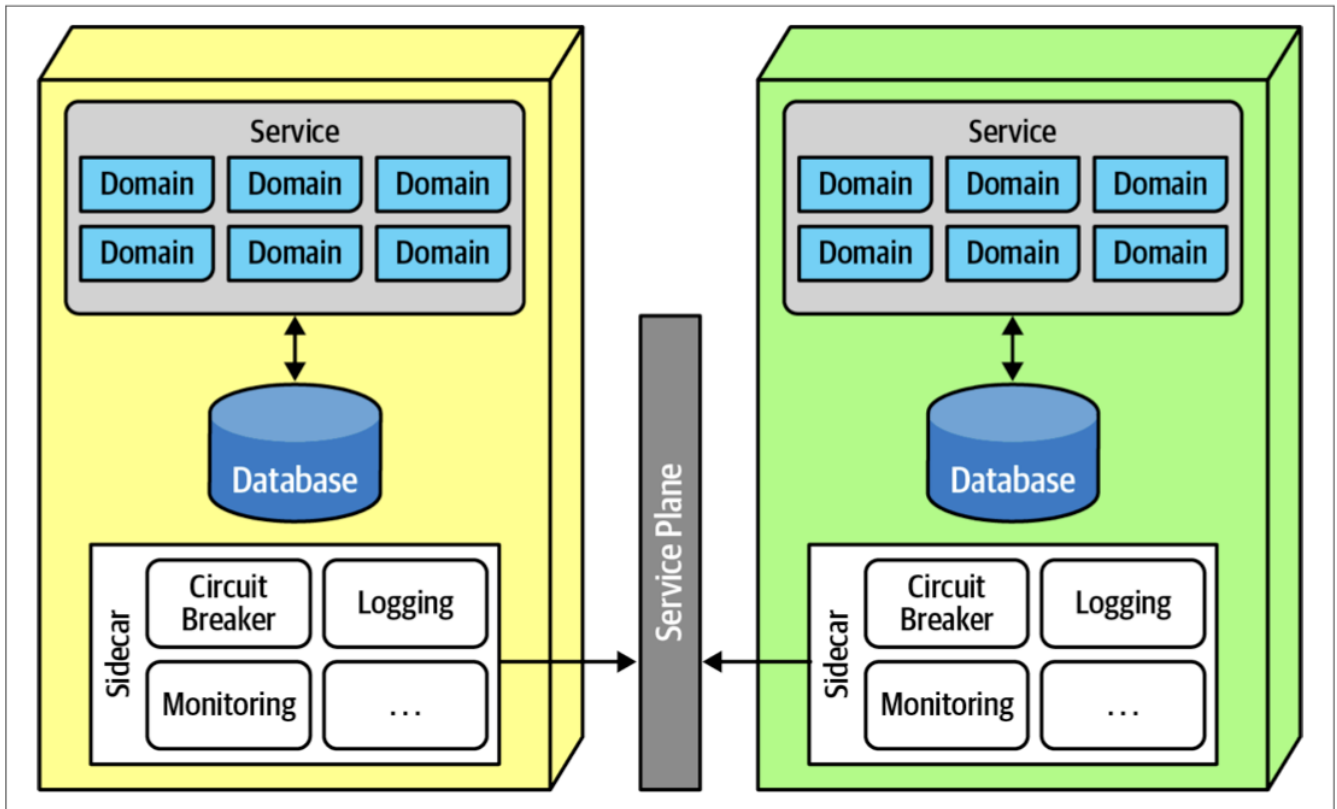 Service
Domain Domain Domain
Domain Domain Domain
Database
Sidecar
Circuit
Breaker
Logging
Monitoring
...
Service Plane
Service
Domain Domain Domain
Domain Domain Domain
Database
Sidecar
Circuit
Breaker
Logging
Monitoring
...